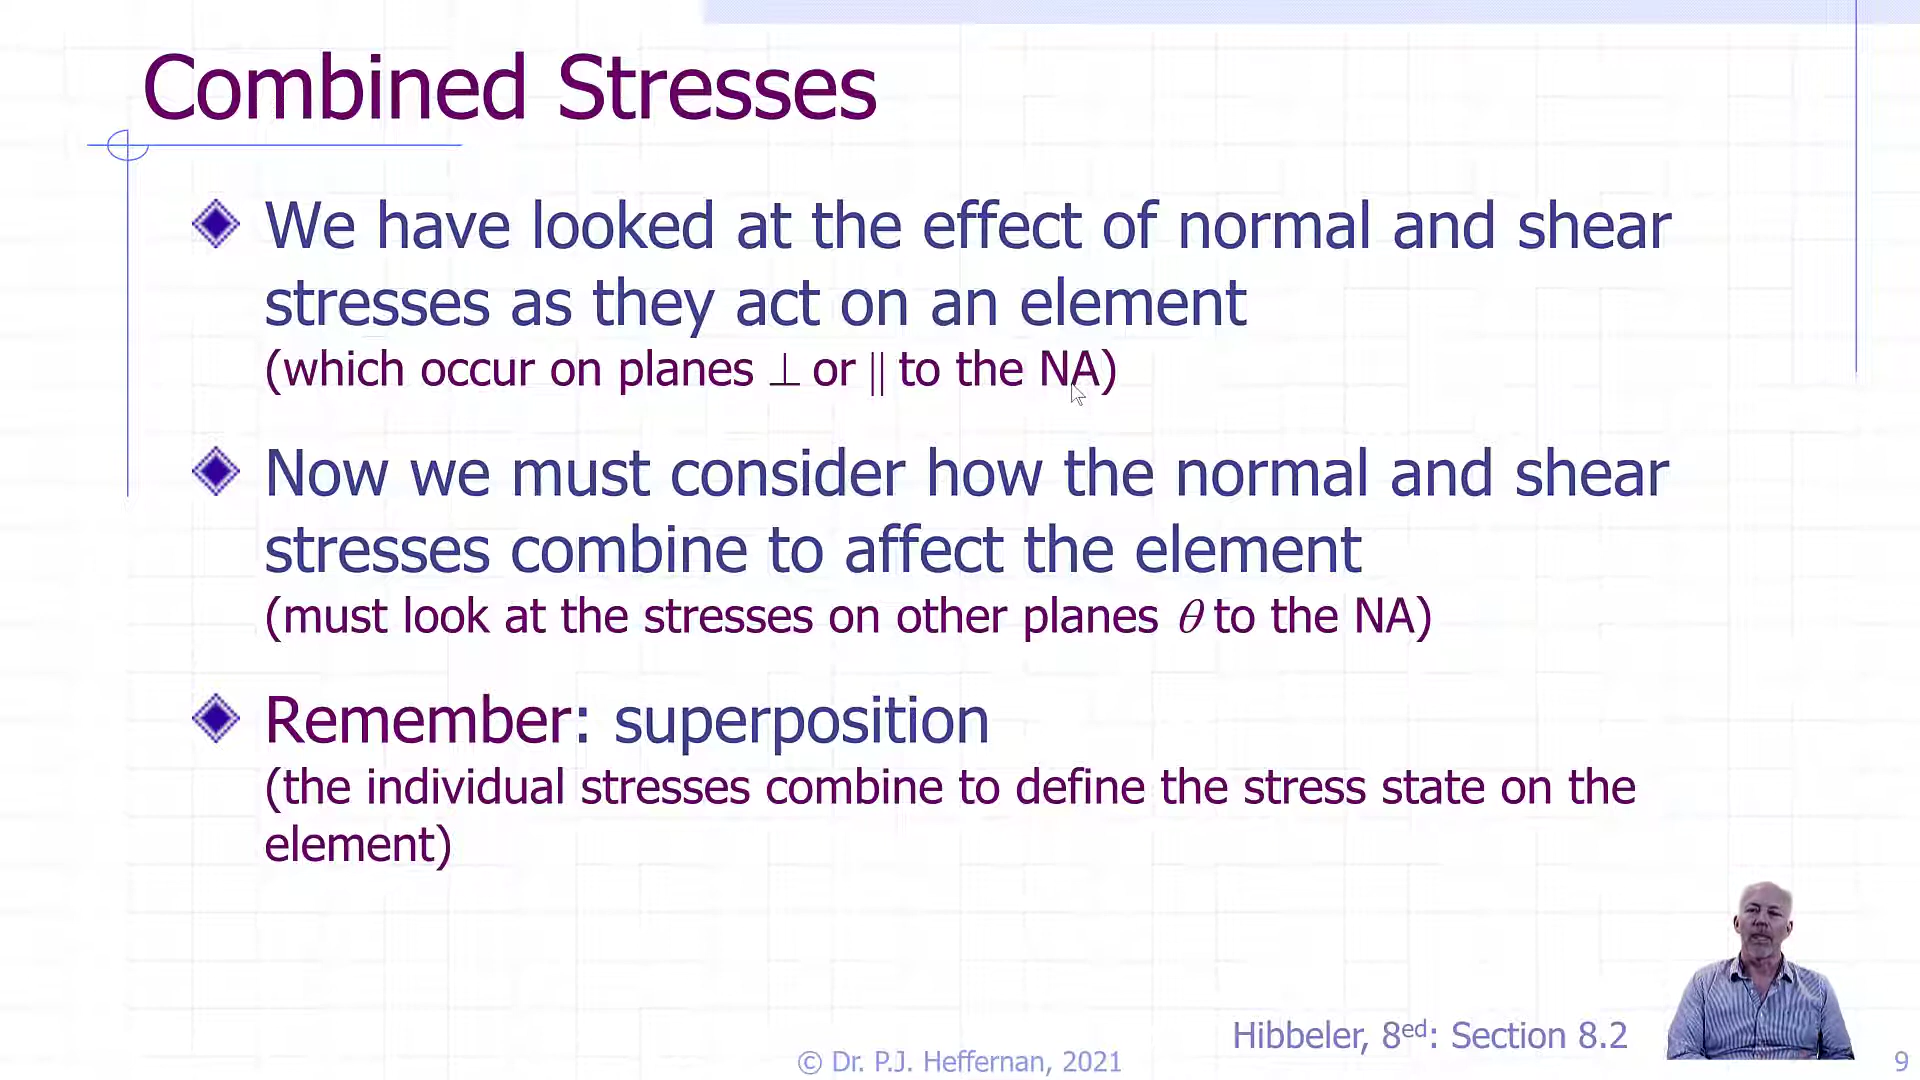 Combined Stresses
We have looked at the effect of normal and shear
stresses as they act on an element
(which occur on planes ⊥ or || to the NA)
Now we must consider how the normal and shear
stresses combine to affect the element
(must look at the stresses on other planes θ to the NA)
Remember: superposition
(the individual stresses combine to define the stress state on the
element)
Hibbeler, 8ed: Section 8.2
© Dr. P.J. Heffernan, 2021
9